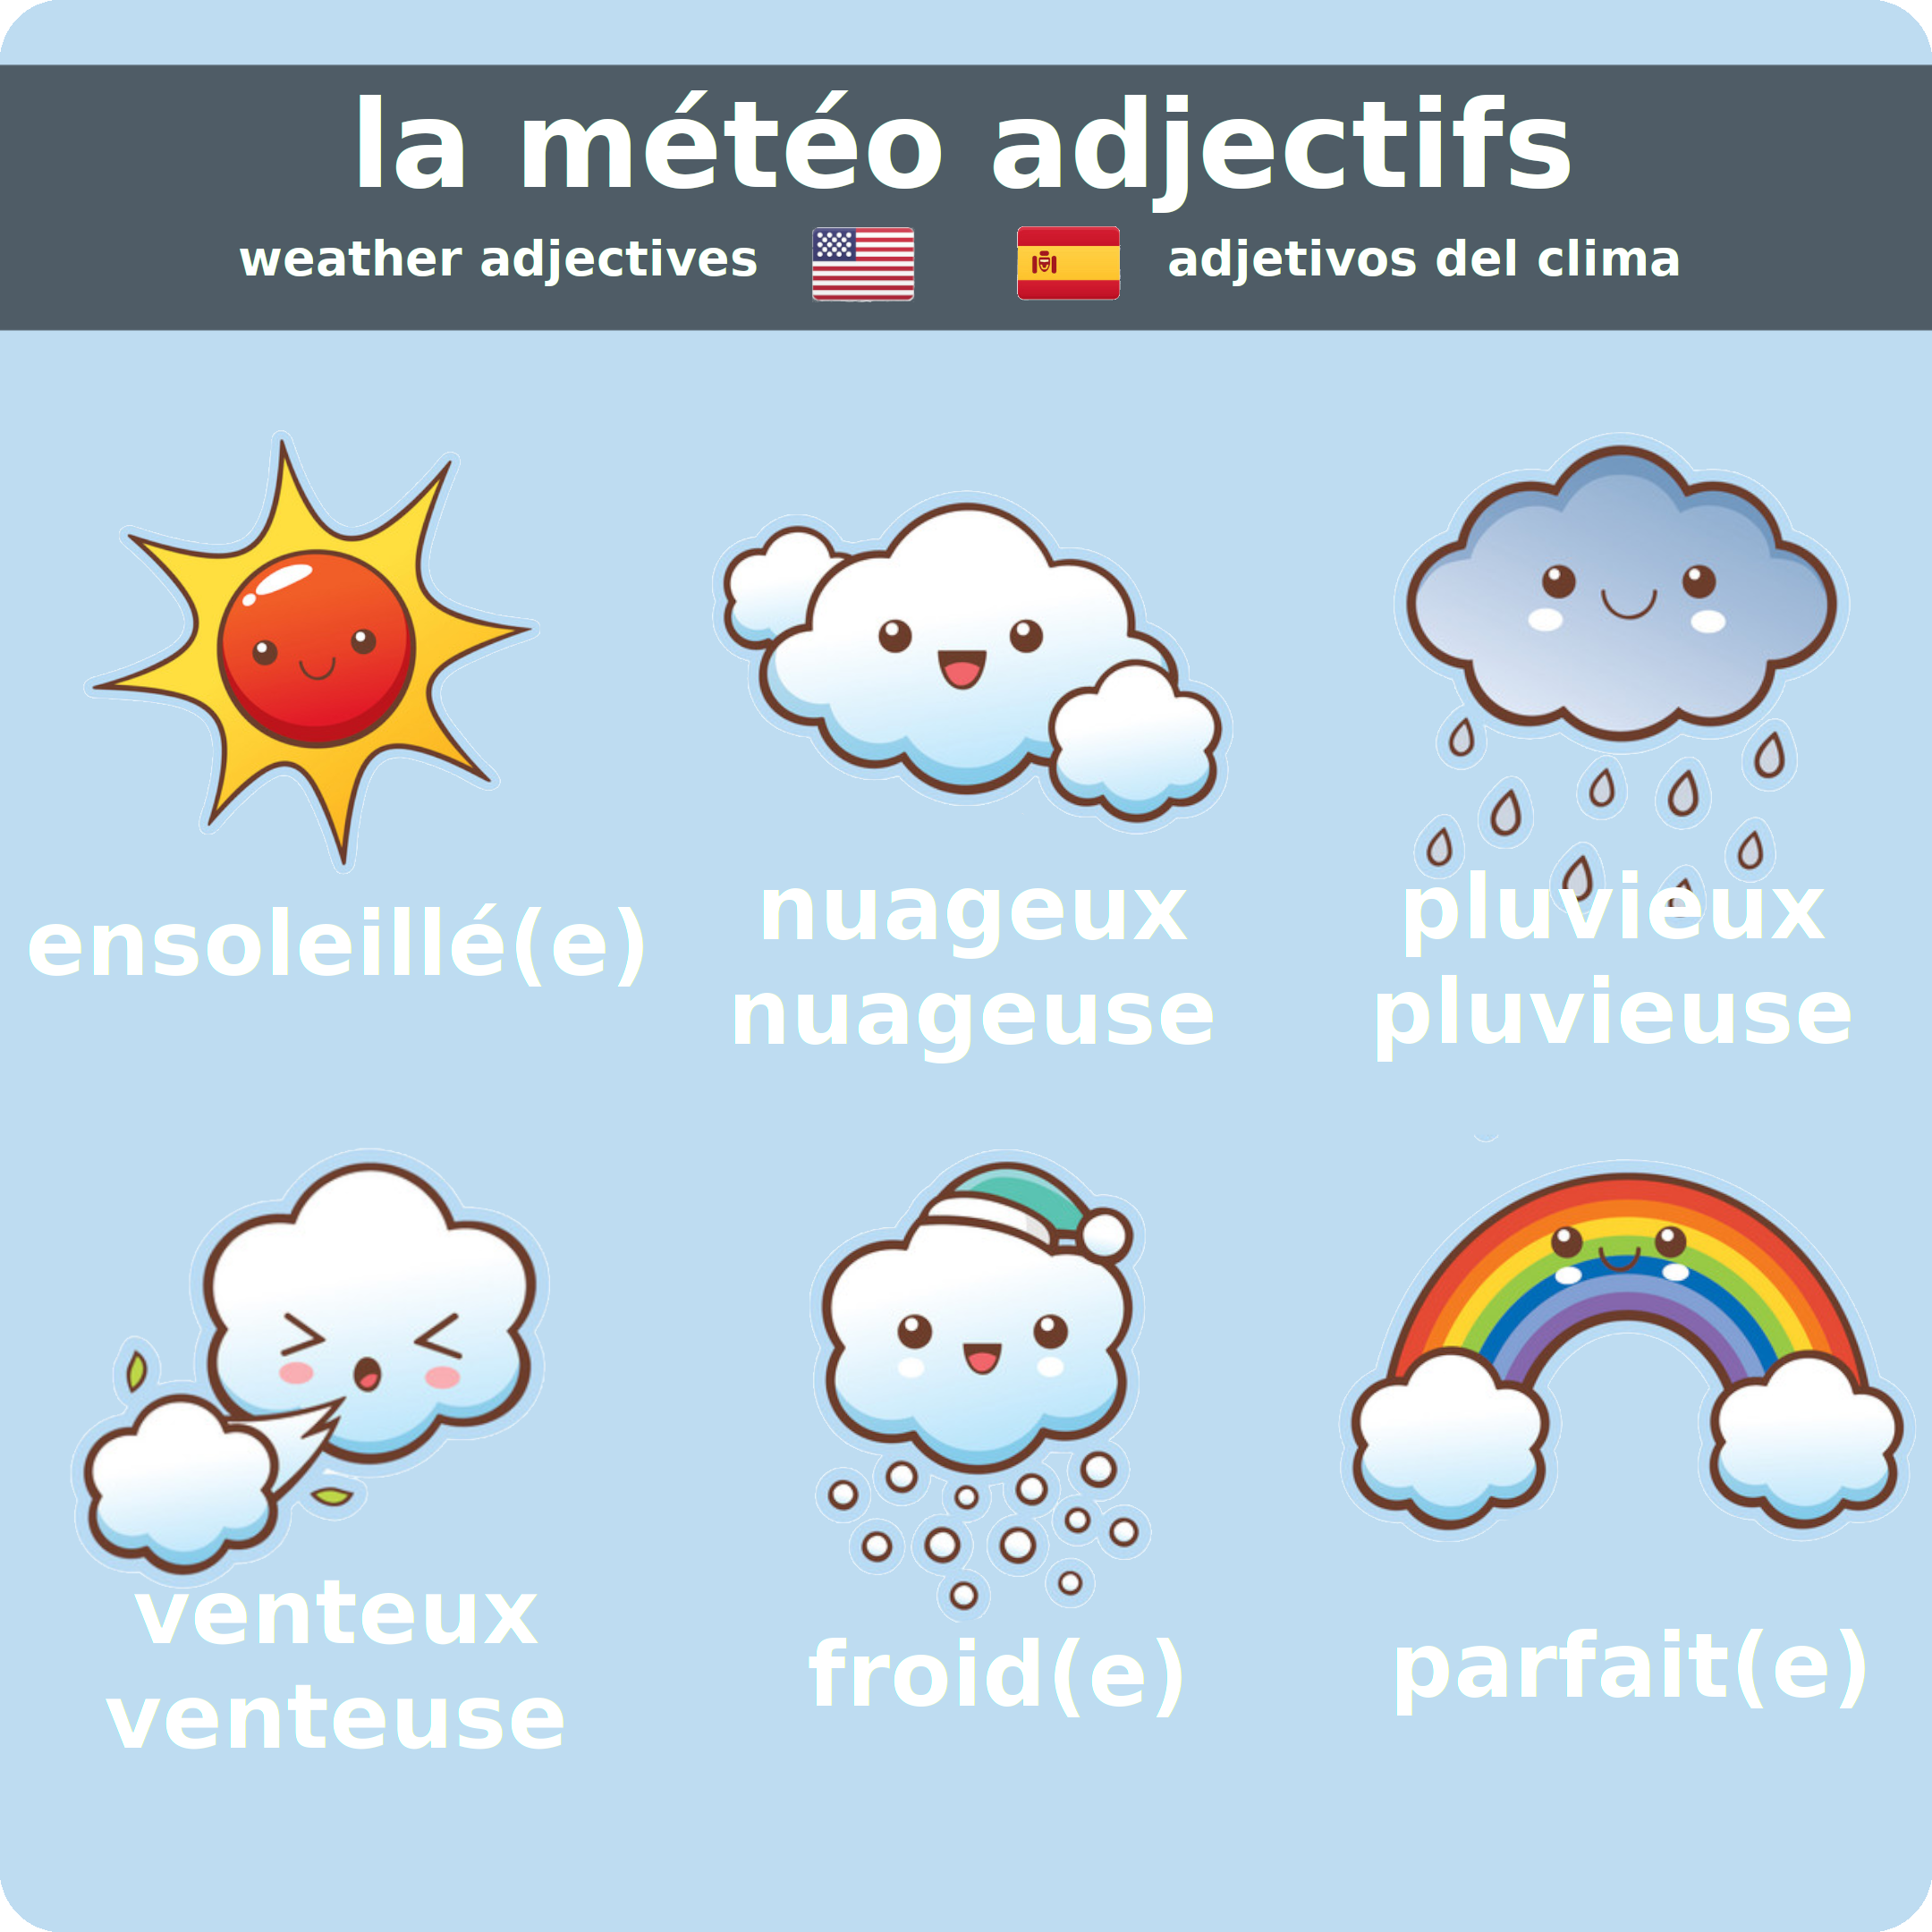 la météo adjectifs
weather adjectives
adjetivos del clima
ensoleillé(e)
nuageux
nuageuse
pluvieux
pluvieuse
venteux
venteuse
froid(e)
parfait(e)